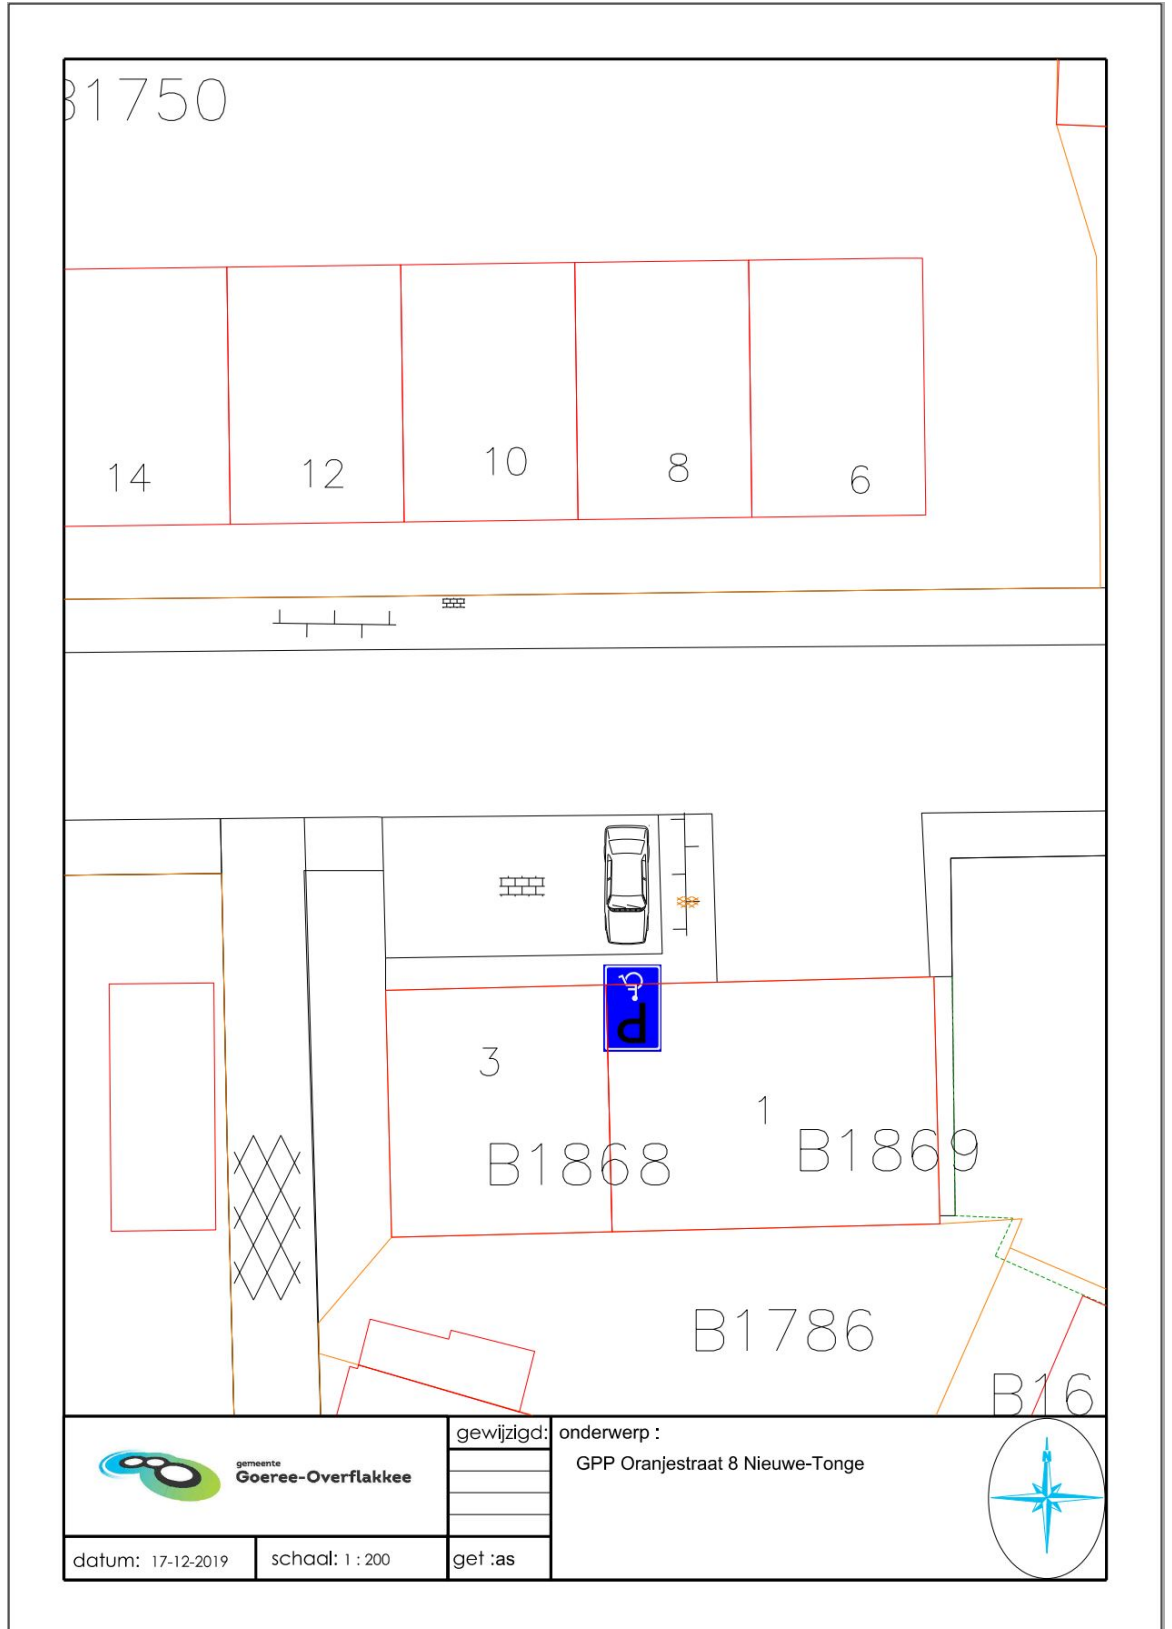 B1750
14
12
10
8
6
P
3
1
B1868
B1869
B1786
B16
gemeente
Goeree-Overflakkee
gewijzigd:
onderwerp :
GPP Oranjestraat 8 Nieuwe-Tonge
N
datum: 17-12-2019
schaal: 1 : 200
get :as